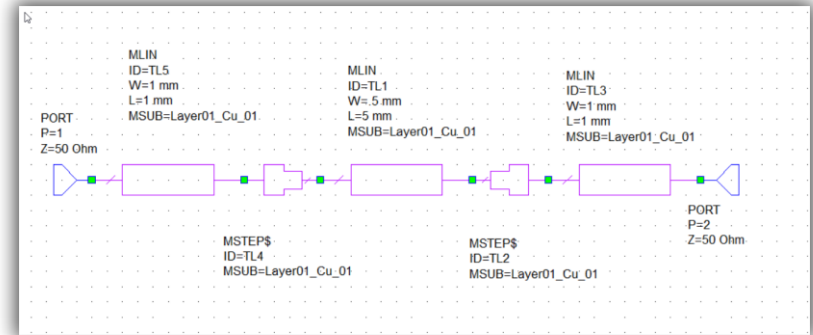 MLIN
ID=TL5
W=1 mm
L=1 mm
MSUB=Layer01_Cu_01
MLIN
ID=TL1
W=.5 mm
L=5 mm
MSUB=Layer01_Cu_01
MLIN
ID=TL3
W=1 mm
L=1 mm
MSUB=Layer01_Cu_01
PORT
P=1
Z=50 Ohm
MSTEP$
ID=TL4
MSUB=Layer01_Cu_01
MSTEP$
ID=TL2
MSUB=Layer01_Cu_01
PORT
P=2
Z=50 Ohm